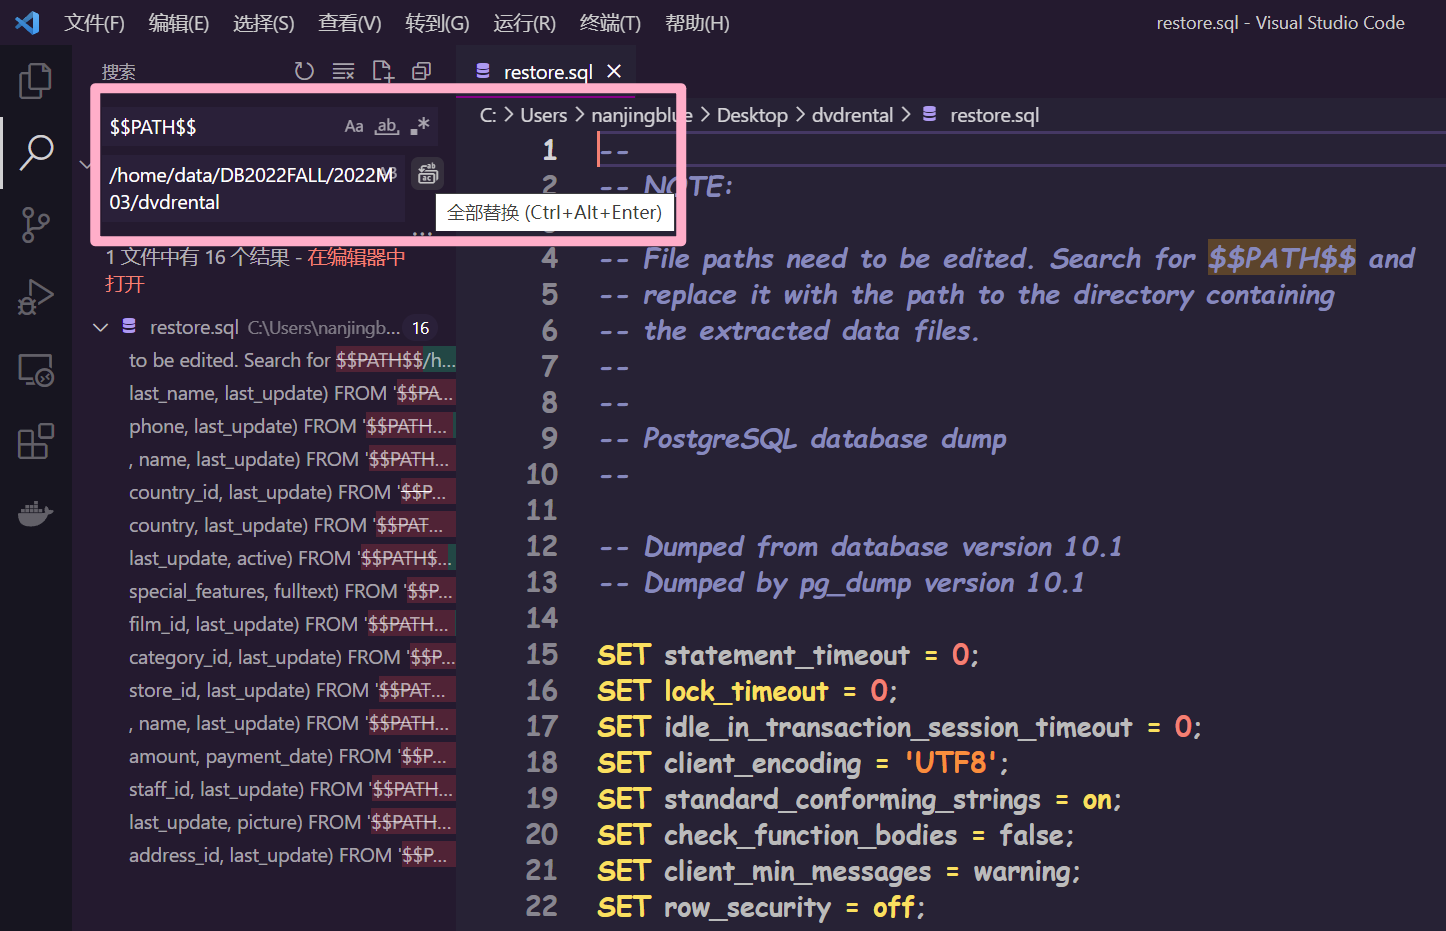 文件(F) 编辑(E) 选择(S) 查看(V) 转到(G) 运行(R) 终端(T) 帮助(H) restore.sql - Visual Studio Code
搜索
$$PATH$$ Aa ab .*
/home/data/DB2022FALL/2022M
03/dvdrental
全部替换 (Ctrl+Alt+Enter)
1 文件中有 16 个结果 - 在编辑器中
打开
restore.sql C:\Users\nanjingb... 16
to be edited. Search for $$PATH$$/h...
last_name, last_update) FROM '$$PA...
phone, last_update) FROM '$$PATH...
, name, last_update) FROM '$$PATH...
country_id, last_update) FROM '$$P...
country, last_update) FROM '$$PAT...
last_update, active) FROM '$$PATH$...
special_features, fulltext) FROM '$$P...
film_id, last_update) FROM '$$PATH...
category_id, last_update) FROM '$$P...
store_id, last_update) FROM '$$PAT...
, name, last_update) FROM '$$PATH...
amount, payment_date) FROM '$$P...
staff_id, last_update) FROM '$$PATH...
last_update, picture) FROM '$$PATH...
address_id, last_update) FROM '$$P...
restore.sql
C: > Users > nanjingblue > Desktop > dvdrental > restore.sql
1 --
2 -- NOTE:
4 -- File paths need to be edited. Search for $$PATH$$ and
5 -- replace it with the path to the directory containing
6 -- the extracted data files.
7 --
8 --
9 -- PostgreSQL database dump
10 --
11
12 -- Dumped from database version 10.1
13 -- Dumped by pg_dump version 10.1
14
15 SET statement_timeout = 0;
16 SET lock_timeout = 0;
17 SET idle_in_transaction_session_timeout = 0;
18 SET client_encoding = 'UTF8';
19 SET standard_conforming_strings = on;
20 SET check_function_bodies = false;
21 SET client_min_messages = warning;
22 SET row_security = off;